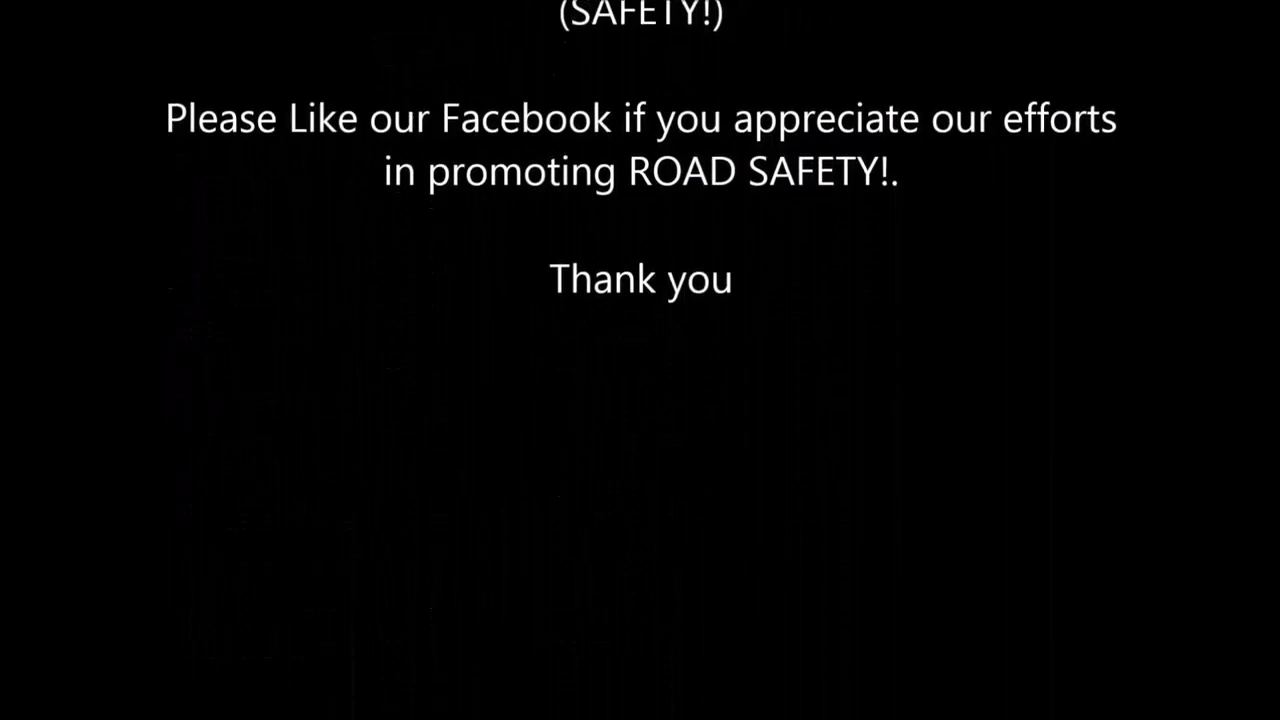 (SAFETY!)
Please Like our Facebook if you appreciate our efforts
in promoting ROAD SAFETY!.
Thank you